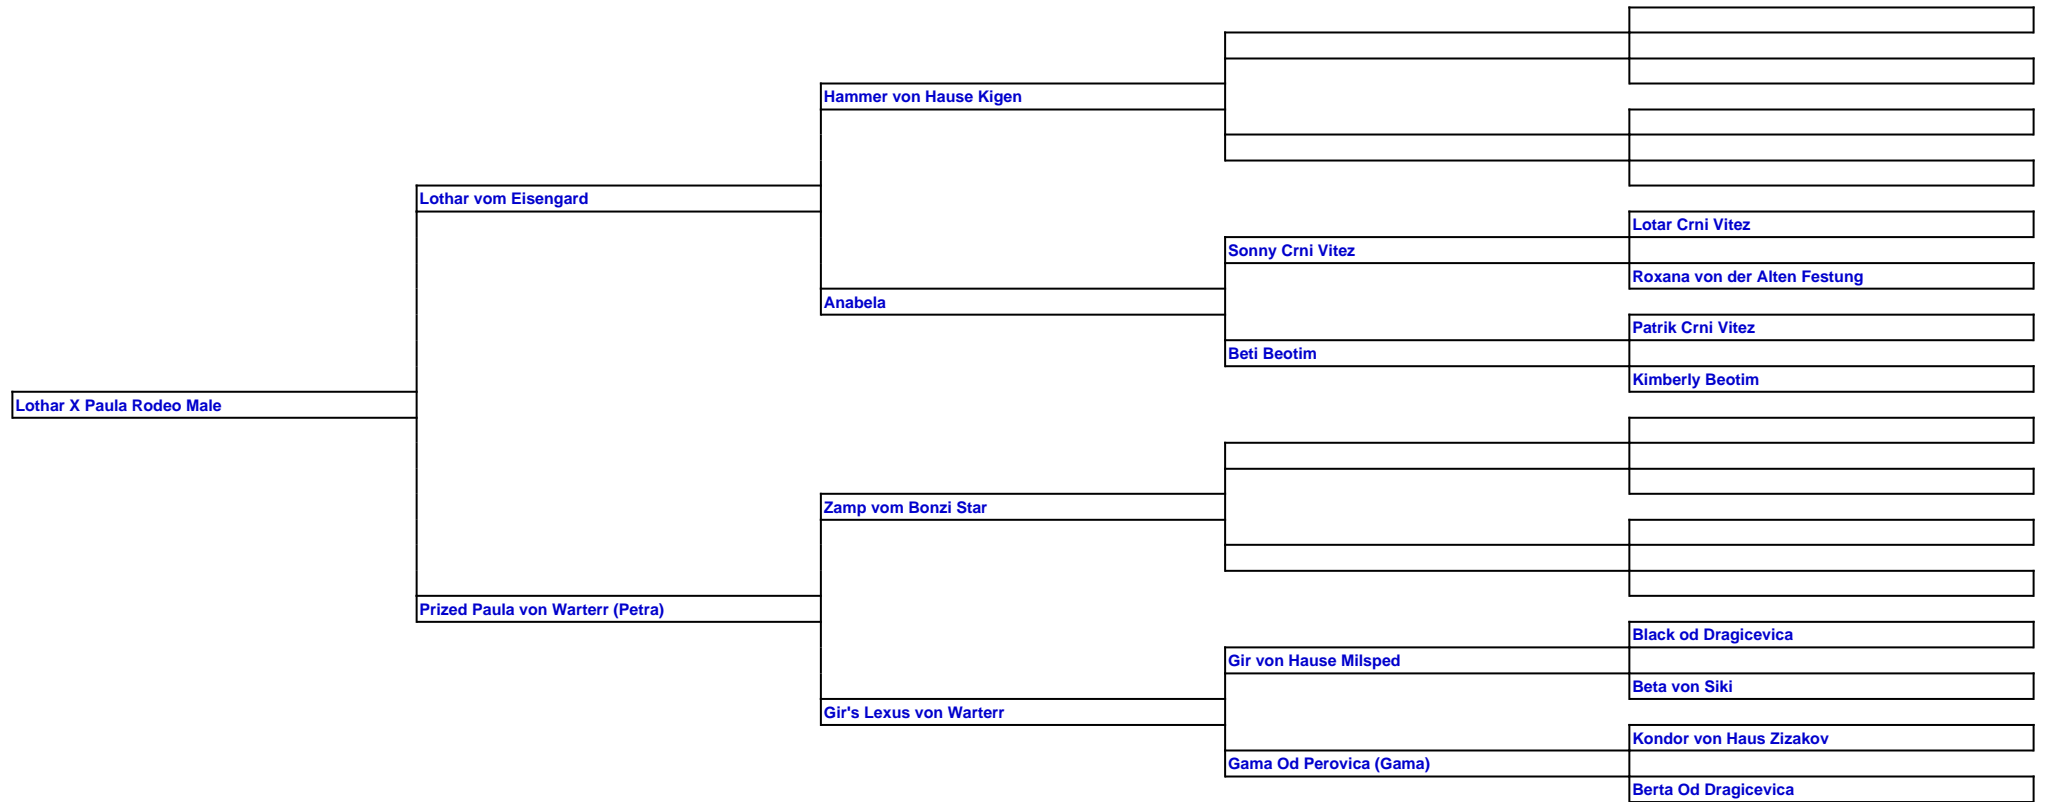 Hammer von Hause Kigen
Lothar vom Eisengard
Lotar Crni Vitez
Sonny Crni Vitez
Roxana von der Alten Festung
Anabela
Patrik Crni Vitez
Beti Beotim
Kimberly Beotim
Lothar X Paula Rodeo Male
Zamp vom Bonzi Star
Prized Paula von Warterr (Petra)
Black od Dragicevica
Gir von Hause Milsped
Beta von Siki
Gir's Lexus von Warterr
Kondor von Haus Zizakov
Gama Od Perovica (Gama)
Berta Od Dragicevica